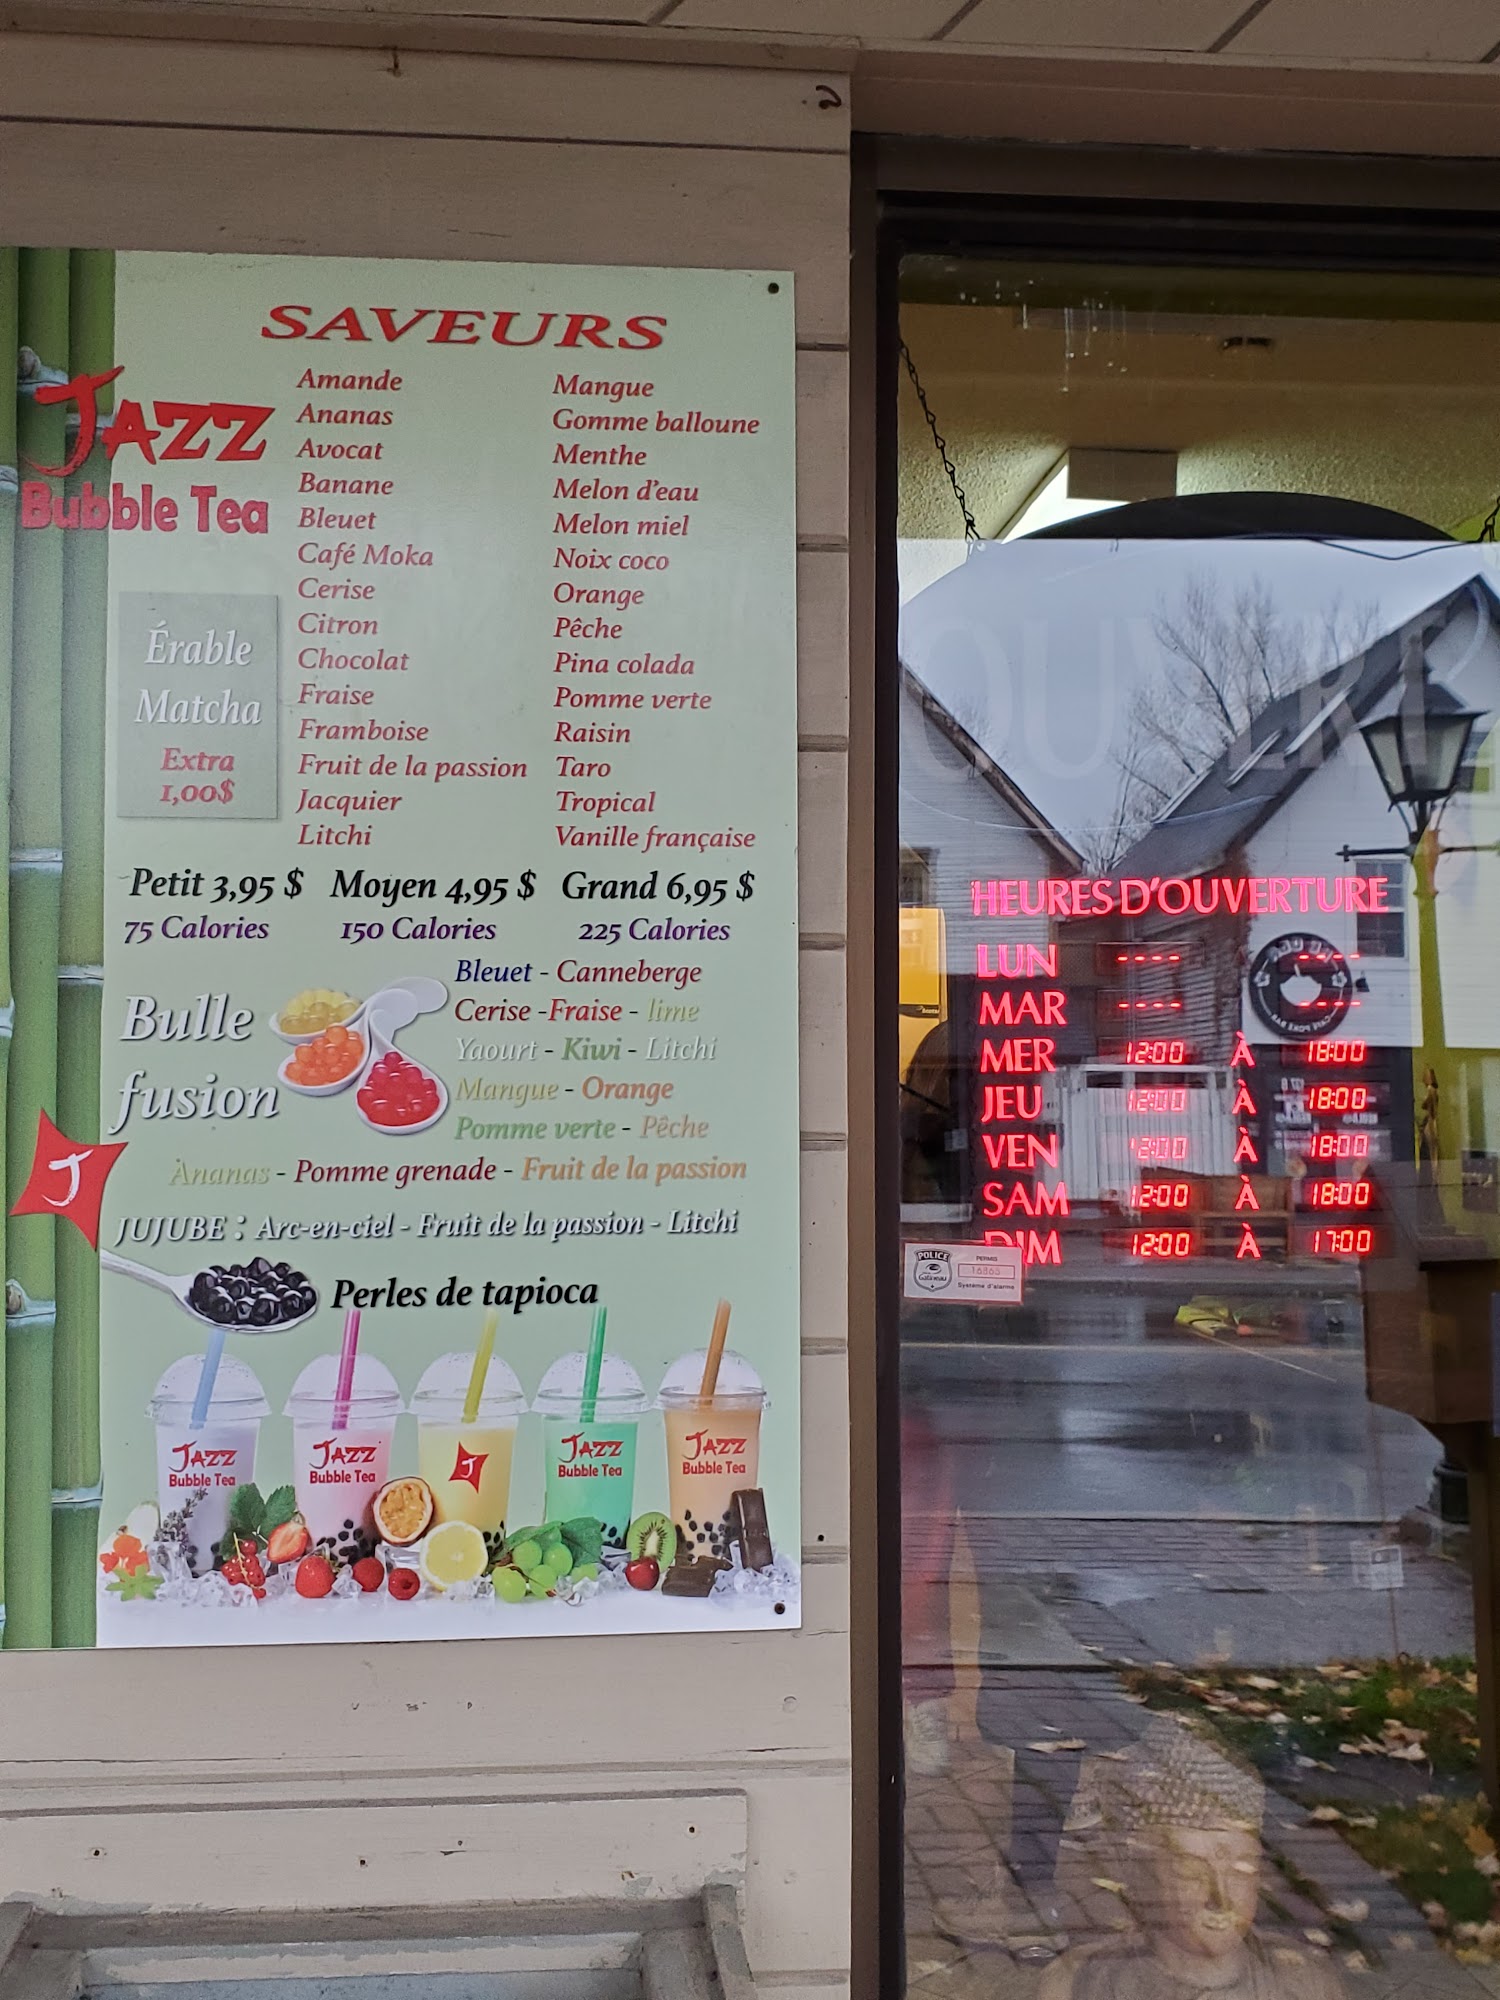 SAVEURS
JAZZ
Bubble Tea
Érable
Matcha
Extra
1,00$
Amande
Ananas
Avocat
Banane
Bleuet
Café Moka
Cerise
Citron
Chocolat
Fraise
Framboise
Fruit de la passion
Jacquier
Litchi
Mangue
Gomme balloune
Menthe
Melon d'eau
Melon miel
Noix coco
Orange
Pêche
Pina colada
Pomme verte
Raisin
Taro
Tropical
Vanille française
Petit 3,95 $ Moyen 4,95 $ Grand 6,95 $
75 Calories 150 Calories 225 Calories
Bulle
fusion
Bleuet - Canneberge
Cerise -Fraise - lime
Yaourt - Kiwi - Litchi
Mangue - Orange
Pomme verte - Pêche
Ananas - Pomme grenade - Fruit de la passion
J
JUJUBE : Arc-en-ciel - Fruit de la passion - Litchi
Perles de tapioca
JAZZ
Bubble Tea
JAZZ
Bubble Tea
J
JAZZ
Bubble Tea
JAZZ
Bubble Tea
OUVERT
HEURES D'OUVERTURE
LUN ---- À -----
MAR ---- -----
MER 12:00 À 18:00
JEU 12:00 À 18:00
VEN 12:00 À 18:00
SAM 12:00 À 18:00
DIM 12:00 À 17:00
POLICE
Gatineau
PERMIS
16865
Système d'alarme